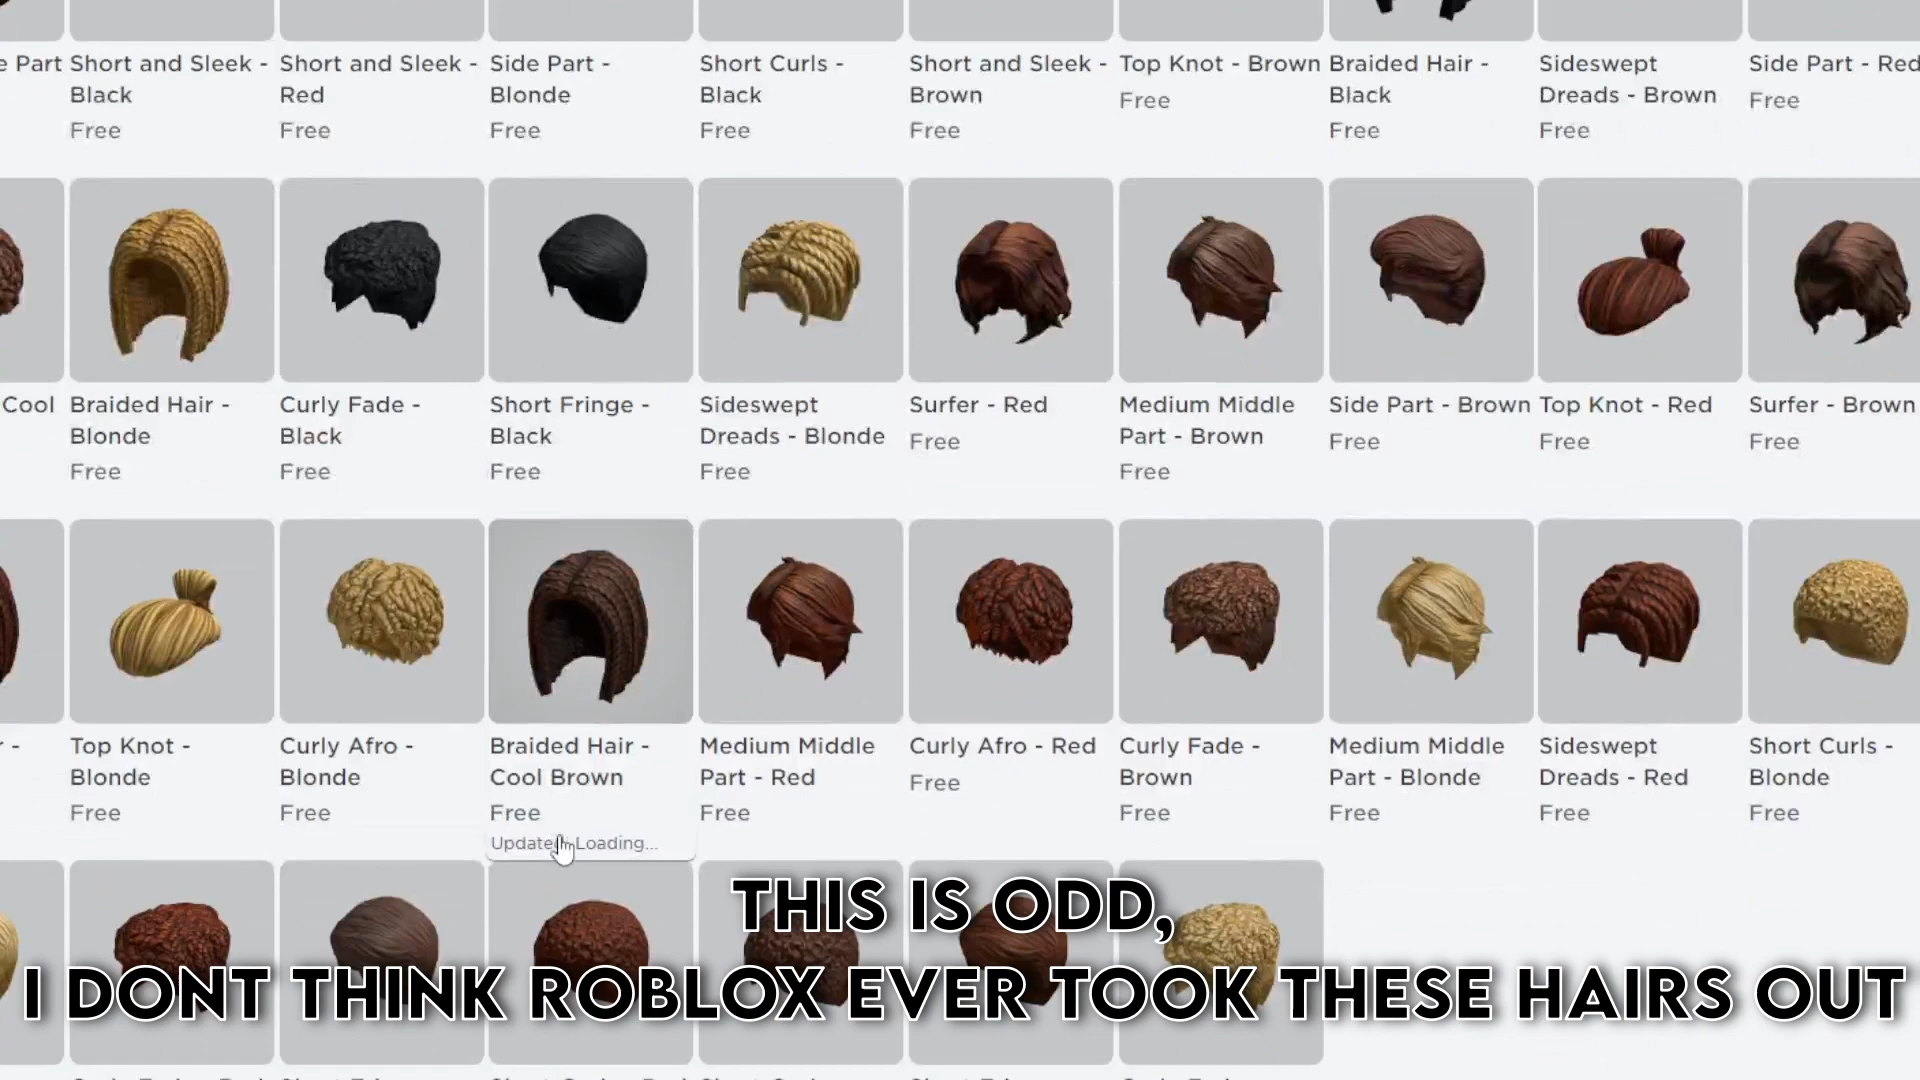 e Part
Short and Sleek -
Black
Free
Short and Sleek -
Red
Free
Side Part -
Blonde
Free
Short Curls -
Black
Free
Short and Sleek -
Brown
Free
Top Knot - Brown
Free
Braided Hair -
Black
Free
Sideswept
Dreads - Brown
Free
Side Part - Red
Free
Cool
Braided Hair -
Blonde
Free
Curly Fade -
Black
Free
Short Fringe -
Black
Free
Sideswept
Dreads - Blonde
Free
Surfer - Red
Free
Medium Middle
Part - Brown
Free
Side Part - Brown
Free
Top Knot - Red
Free
Surfer - Brown
Free
r -
Top Knot -
Blonde
Free
Curly Afro -
Blonde
Free
Braided Hair -
Cool Brown
Free
Updated Loading...
Medium Middle
Part - Red
Free
Curly Afro - Red
Free
Curly Fade -
Brown
Free
Medium Middle
Part - Blonde
Free
Sideswept
Dreads - Red
Free
Short Curls -
Blonde
Free
THIS IS ODD,
I DONT THINK ROBLOX EVER TOOK THESE HAIRS OUT